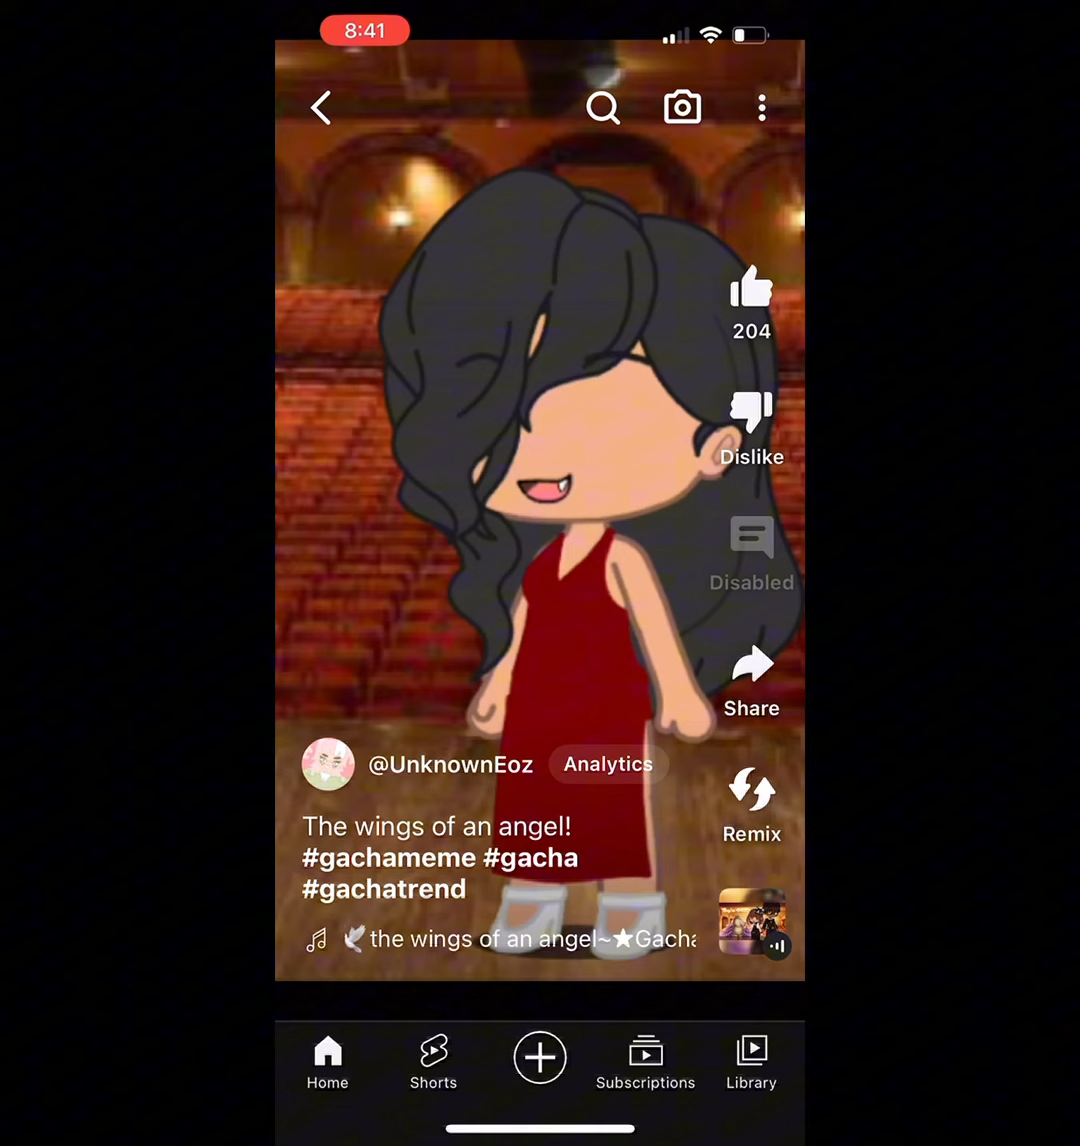 8:41
204
Dislike
Disabled
Share
@UnknownEoz Analytics
The wings of an angel!
#gachameme #gacha
#gachatrend
Remix
🕊️the wings of an angel~★Gacha
Home Shorts Subscriptions Library